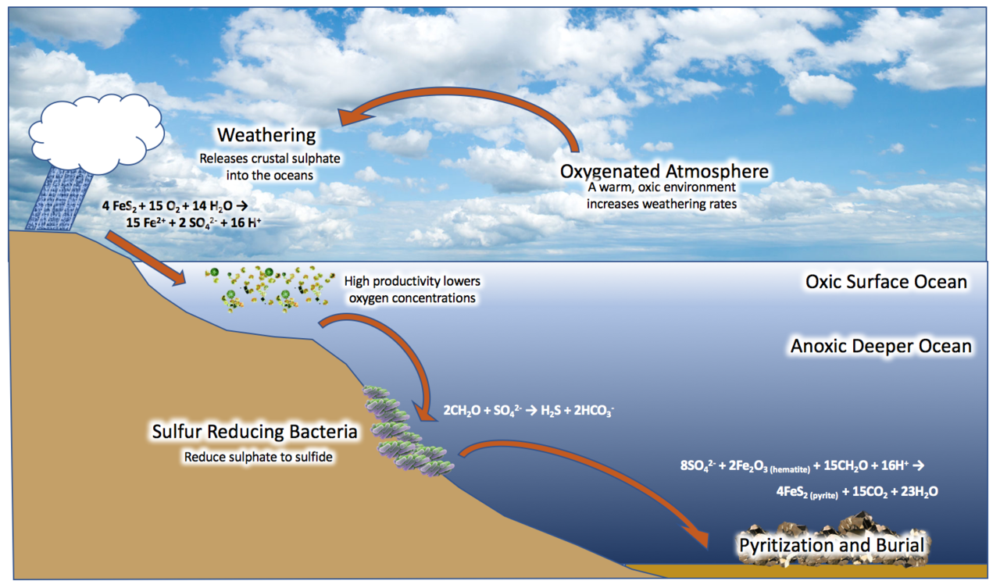 Weathering
Releases crustal sulphate
into the oceans
Oxygenated Atmosphere
A warm, oxic environment
increases weathering rates
4 FeS₂ + 15 O₂ + 14 H₂O →
15 Fe²⁺ + 2 SO₄²⁻ + 16 H⁺
High productivity lowers
oxygen concentrations
Oxic Surface Ocean
Anoxic Deeper Ocean
2CH₂O + SO₄²⁻ → H₂S + 2HCO₃⁻
Sulfur Reducing Bacteria
Reduce sulphate to sulfide
8SO₄²⁻ + 2Fe₂O₃ (hematite) + 15CH₂O + 16H⁺ →
4FeS₂ (pyrite) + 15CO₂ + 23H₂O
Pyritization and Burial